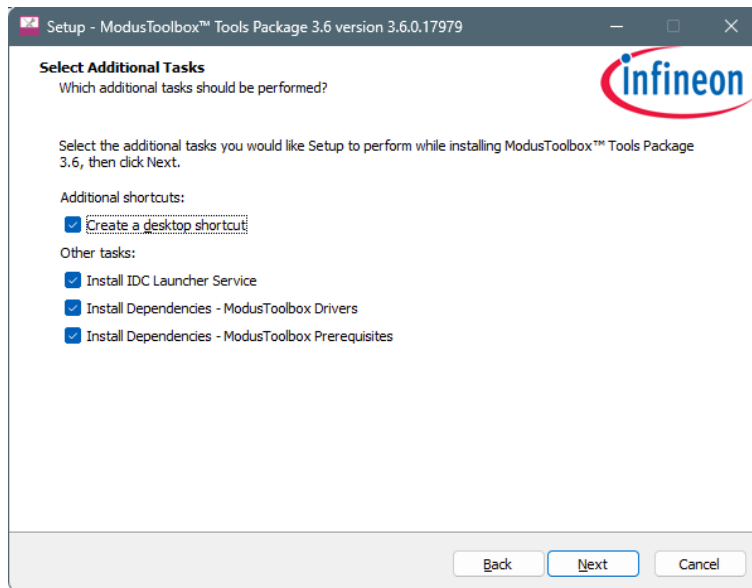 Setup - ModusToolbox™ Tools Package 3.6 version 3.6.0.17979
Select Additional Tasks
Which additional tasks should be performed?
infineon
Select the additional tasks you would like Setup to perform while installing ModusToolbox™ Tools Package
3.6, then click Next.
Additional shortcuts:
Create a desktop shortcut
Other tasks:
Install IDC Launcher Service
Install Dependencies - ModusToolbox Drivers
Install Dependencies - ModusToolbox Prerequisites
Back Next Cancel